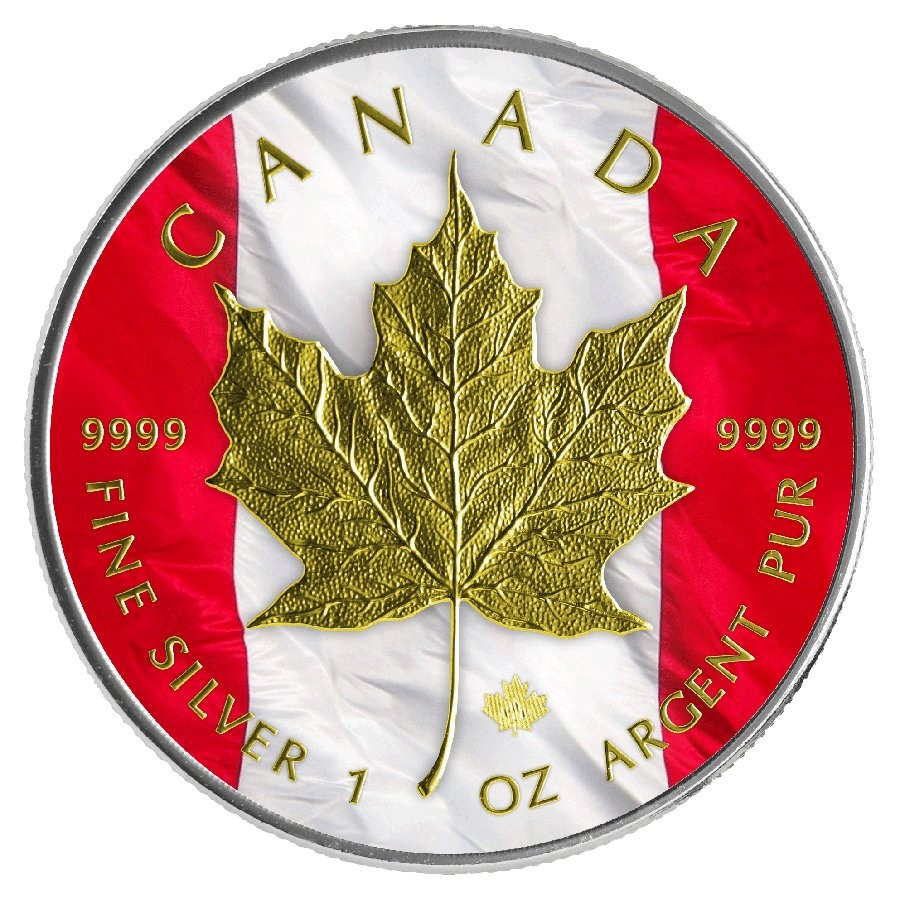 CANADA
9999
9999
FINE SILVER 1 OZ ARGENT PUR